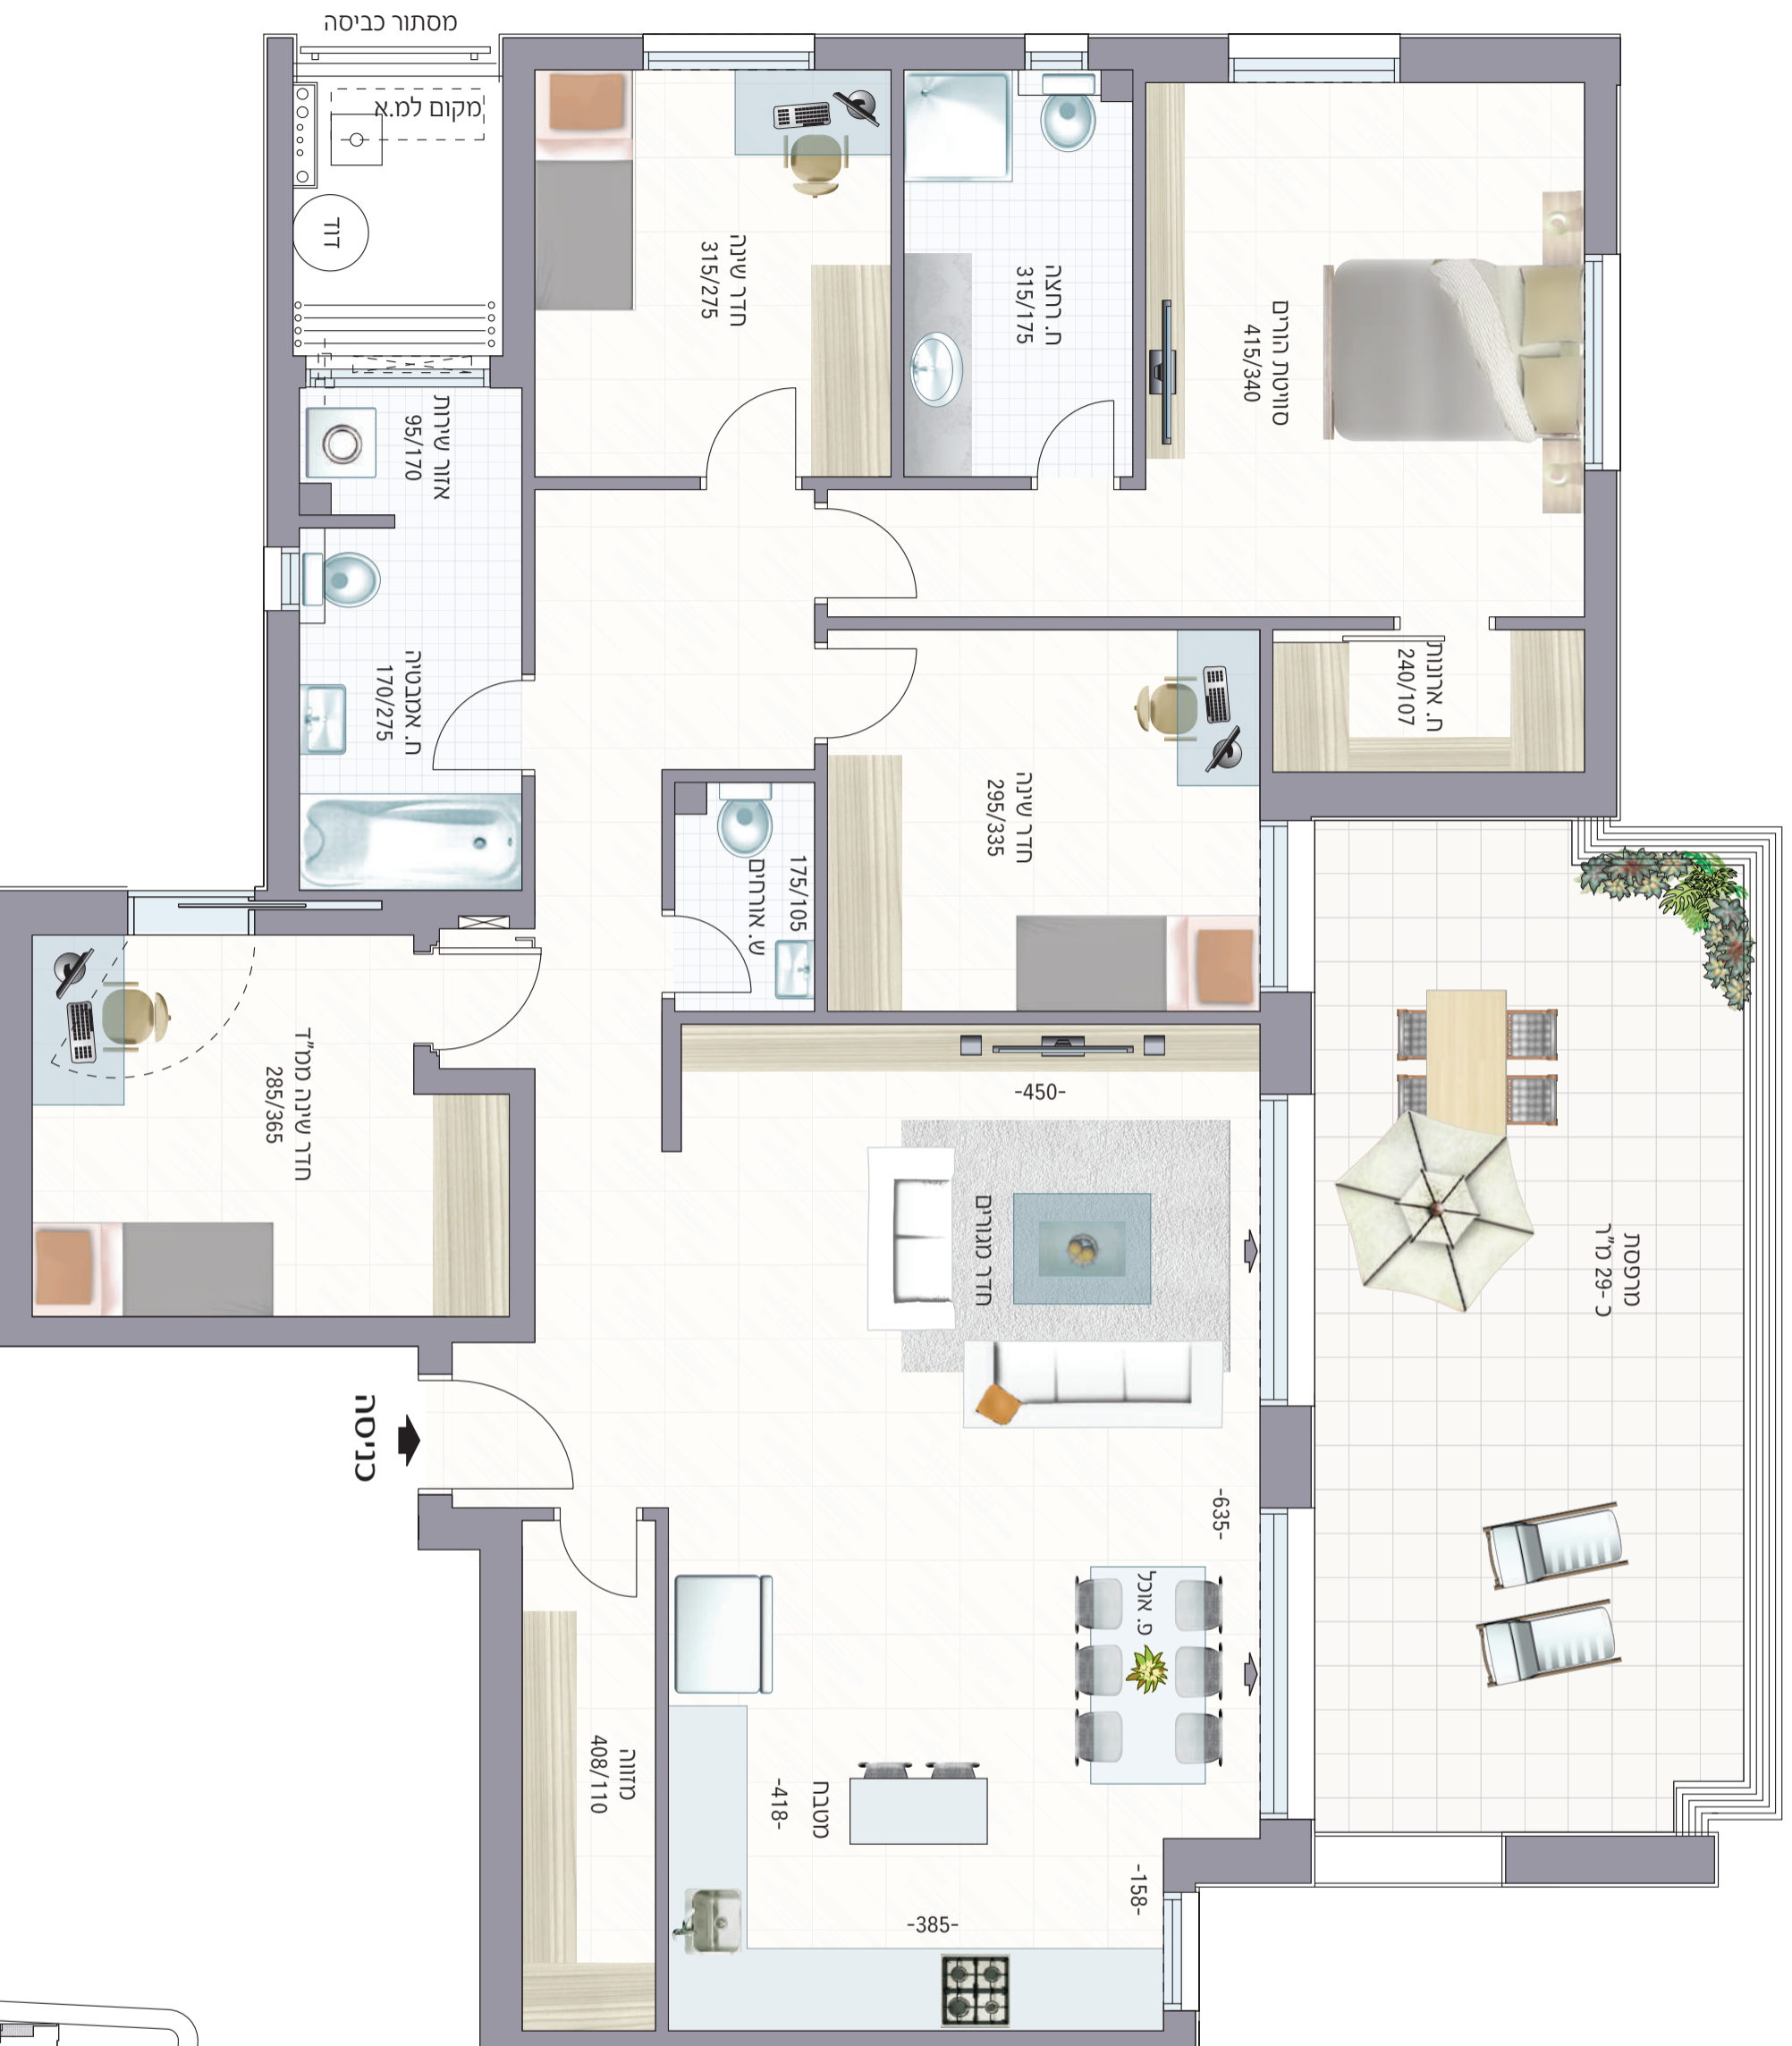 מסתור כביסה
מקום למ.א
דוד
חדר שינה
315/275
ח. רחצה
315/175
סוויטת הורים
415/340
אזור שירות
95/170
ח. אמבטיה
170/275
ח. ארונות
240/107
חדר שינה
295/335
175/105
ש. אורחים
חדר שינה ממ"ד
285/365
-450-
חדר מגורים
מרפסת
כ -29 מ"ר
כניסה
-635-
פ. אוכל
מזווה
408/110
מטבח
-418-
-385-
-158-